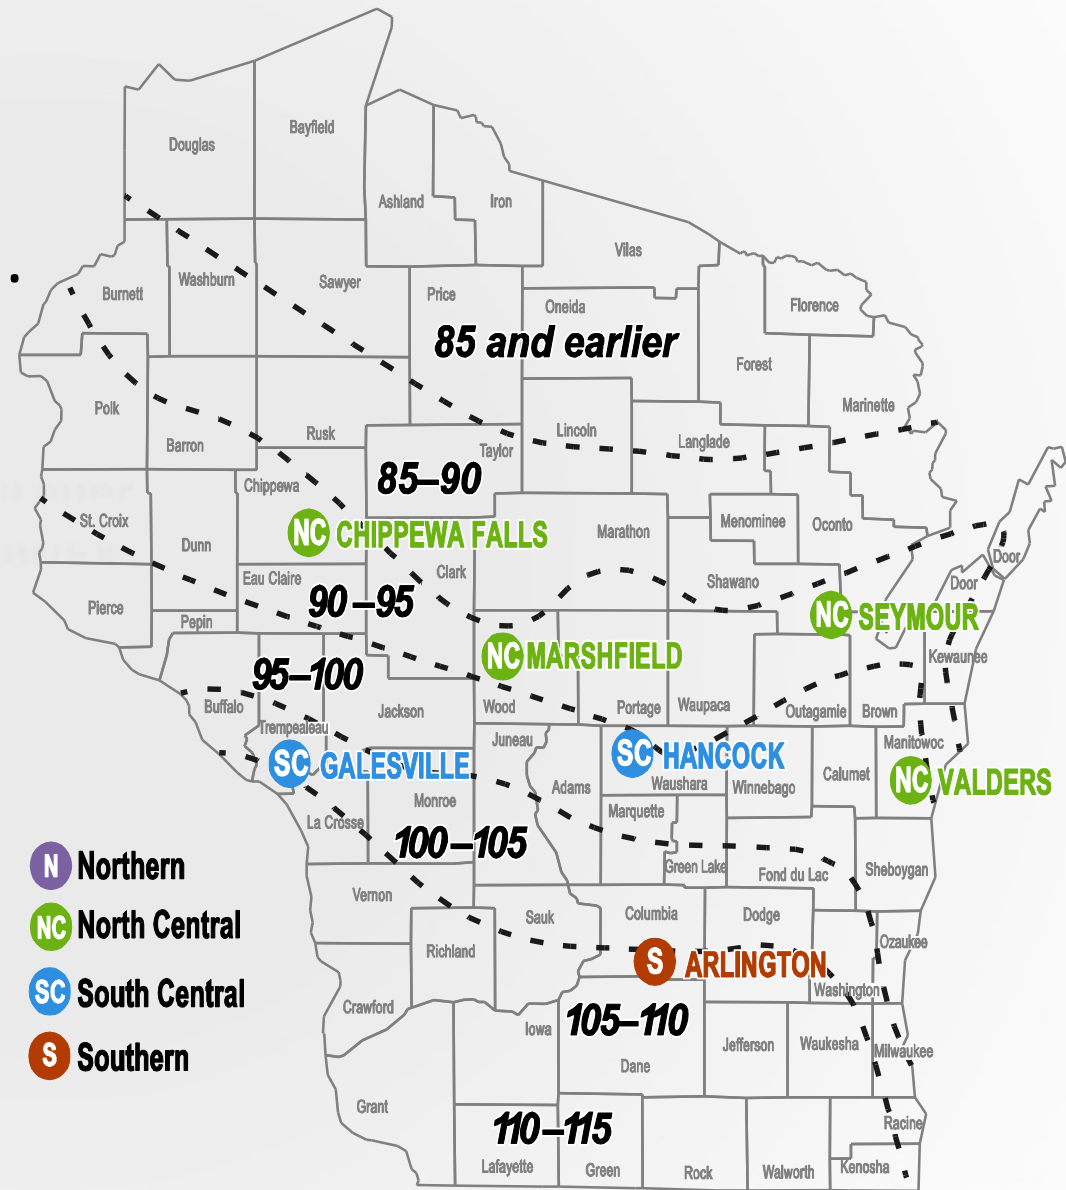 Bayfield
Douglas
Ashland
Iron
Vilas
Washburn
Sawyer
Burnett
Price
Oneida
Florence
85 and earlier
Forest
Polk
Marinette
Rusk
Lincoln
Barron
Langlade
Taylor
85–90
Chippewa
St. Croix
Menominee
Oconto
NC CHIPPEWA FALLS
Marathon
Dunn
Door
Clark
Eau Claire
Shawano
Door
90–95
Pierce
Pepin
NC SEYMOUR
NC MARSHFIELD
Kewaunee
95–100
Buffalo
Jackson
Wood
Portage
Waupaca
Outagamie
Brown
Trempealeau
Juneau
Manitowoc
SC GALESVILLE
SC HANCOCK
Calumet
NC VALDERS
Adams
Waushara
Winnebago
Monroe
Marquette
La Crosse
100–105
Green Lake
Fond du Lac
Sheboygan
N Northern
Vernon
Sauk
Columbia
Dodge
NC North Central
Richland
Ozaukee
S ARLINGTON
SC South Central
Washington
Crawford
105–110
Iowa
Jefferson
Waukesha
Milwaukee
S Southern
Dane
Grant
110–115
Racine
Lafayette
Green
Rock
Walworth
Kenosha